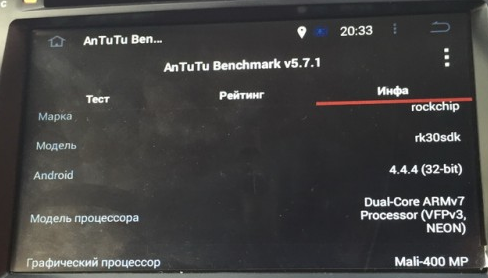 AnTuTu Ben...
20:33
AnTuTu Benchmark v5.7.1
Тест Рейтинг Инфа
Марка rockchip
Модель rk30sdk
Android 4.4.4 (32-bit)
Модель процессора Dual-Core ARMv7
Processor (VFPv3,
NEON)
Графический процессор Mali-400 MP